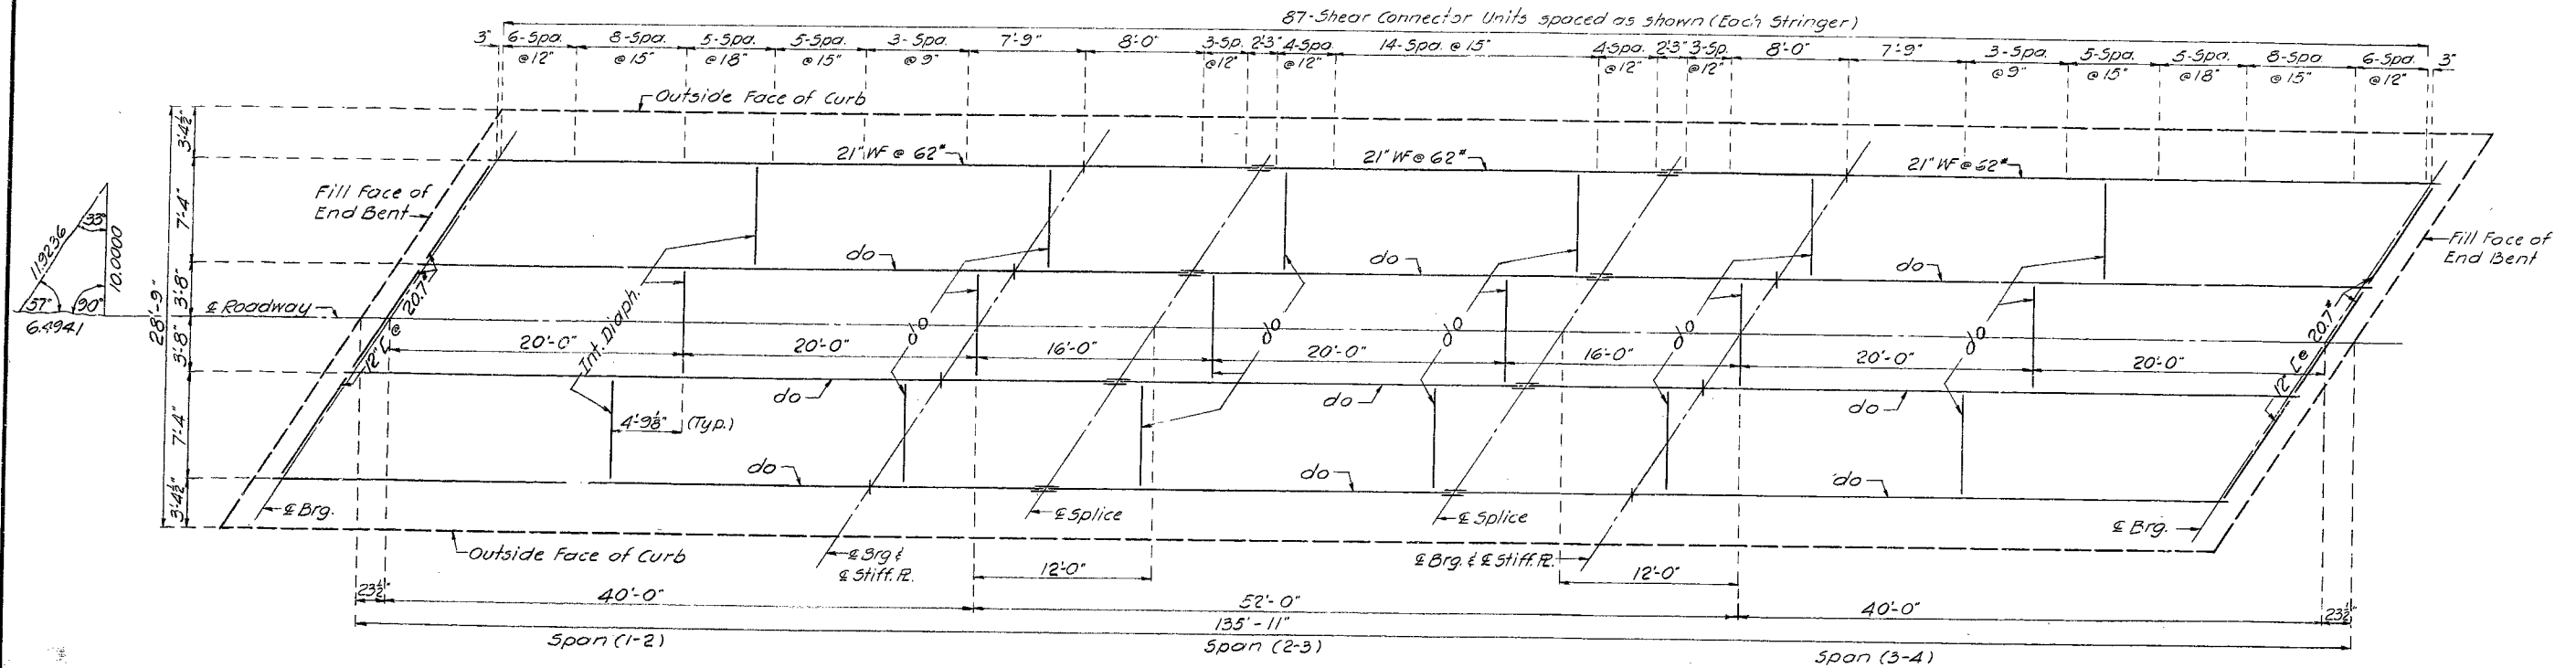 87-Shear Connector Units spaced as shown (Each Stringer)
3" 6-Spa. 8-Spa. 5-Spa. 5-Spa. 3-Spa. 7'-9" 8'-0" 3-Sp. 2'3" 4-Spa. 14-Spa. @ 15" 4-Spa. 2'3" 3-Sp. 8'-0" 7'-9" 3-Spa. 5-Spa. 5-Spa. 8-Spa. 6-Spa. 3"
@12" @15" @18" @15" @9" @12" @12" @12" @12" @9" @15" @18" @15" @12"
Outside Face of Curb
3'-4½"
21" WF @ 62# 21" WF @ 62# 21" WF @ 62#
Fill Face of
End Bent
7'-4"
33°
11.9236
10.0000
57°
90°
6.4941
do do do
Fill Face of
End Bent
28'-9"
3'-8"
℄ Roadway
12" [ @ 20.7#
Int. Diaph.
do do do do do
12" [ @ 20.7#
3'-8"
20'-0" 20'-0" 16'-0" 20'-0" 16'-0" 20'-0" 20'-0"
do do do
7'-4"
4'-9⅛" (Typ.)
do do do
3'-4½"
℄ Brg. ℄ Splice ℄ Splice ℄ Brg.
Outside Face of Curb
℄ Brg &
℄ Stiff. ℞.
℄ Brg. & ℄ Stiff. ℞.
12'-0" 12'-0"
23½" 40'-0" 52'-0" 40'-0" 23½"
135'-11"
Span (1-2) Span (2-3) Span (3-4)